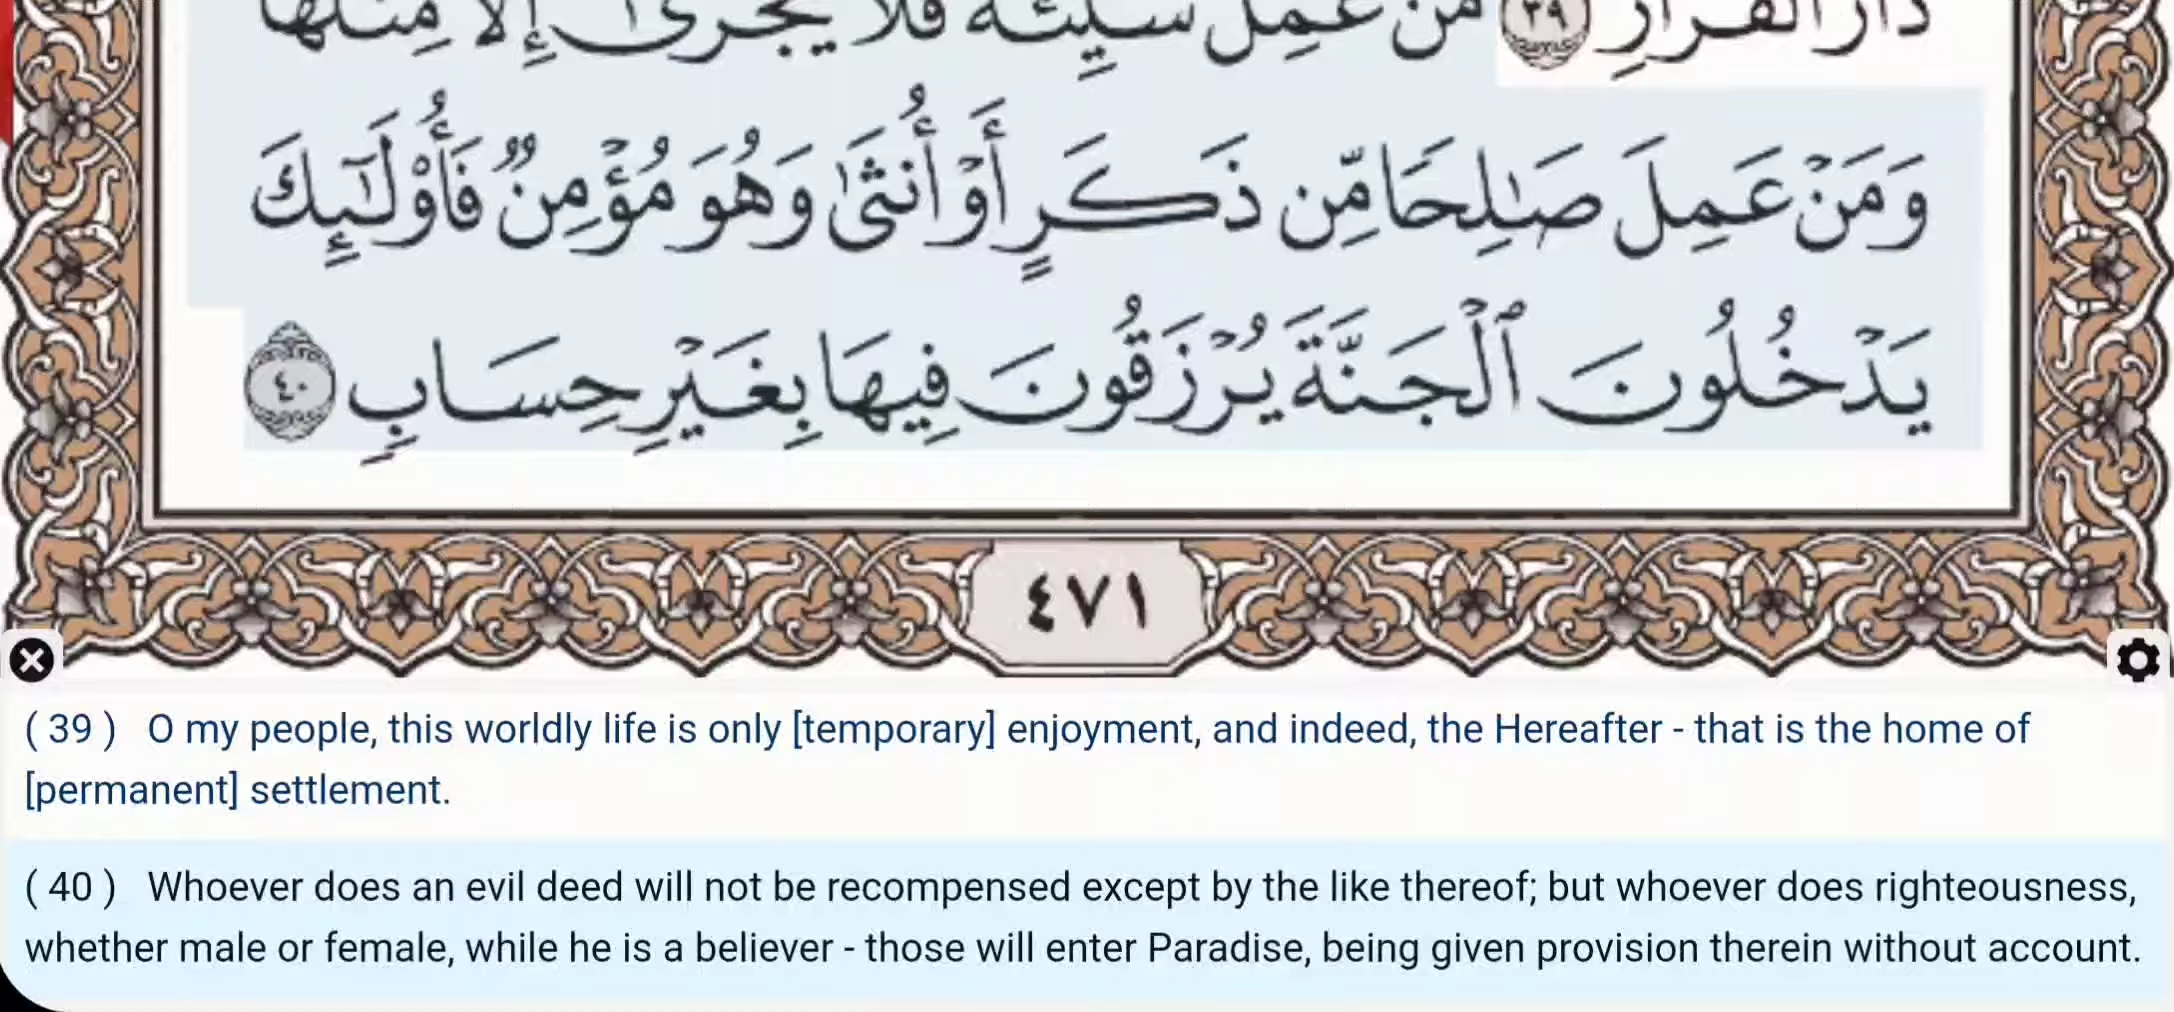 دَارُ ٱلْقَرَارِ ٣٩ مَنْ عَمِلَ سَيِّئَةً فَلَا يُجْزَىٰٓ إِلَّا مِثْلَهَا
وَمَنْ عَمِلَ صَٰلِحًا مِّن ذَكَرٍ أَوْ أُنثَىٰ وَهُوَ مُؤْمِنٌ فَأُو۟لَٰٓئِكَ
يَدْخُلُونَ ٱلْجَنَّةَ يُرْزَقُونَ فِيهَا بِغَيْرِ حِسَابٍ ٤٠
٤٧١
( 39 ) O my people, this worldly life is only [temporary] enjoyment, and indeed, the Hereafter - that is the home of
[permanent] settlement.
( 40 ) Whoever does an evil deed will not be recompensed except by the like thereof; but whoever does righteousness,
whether male or female, while he is a believer - those will enter Paradise, being given provision therein without account.